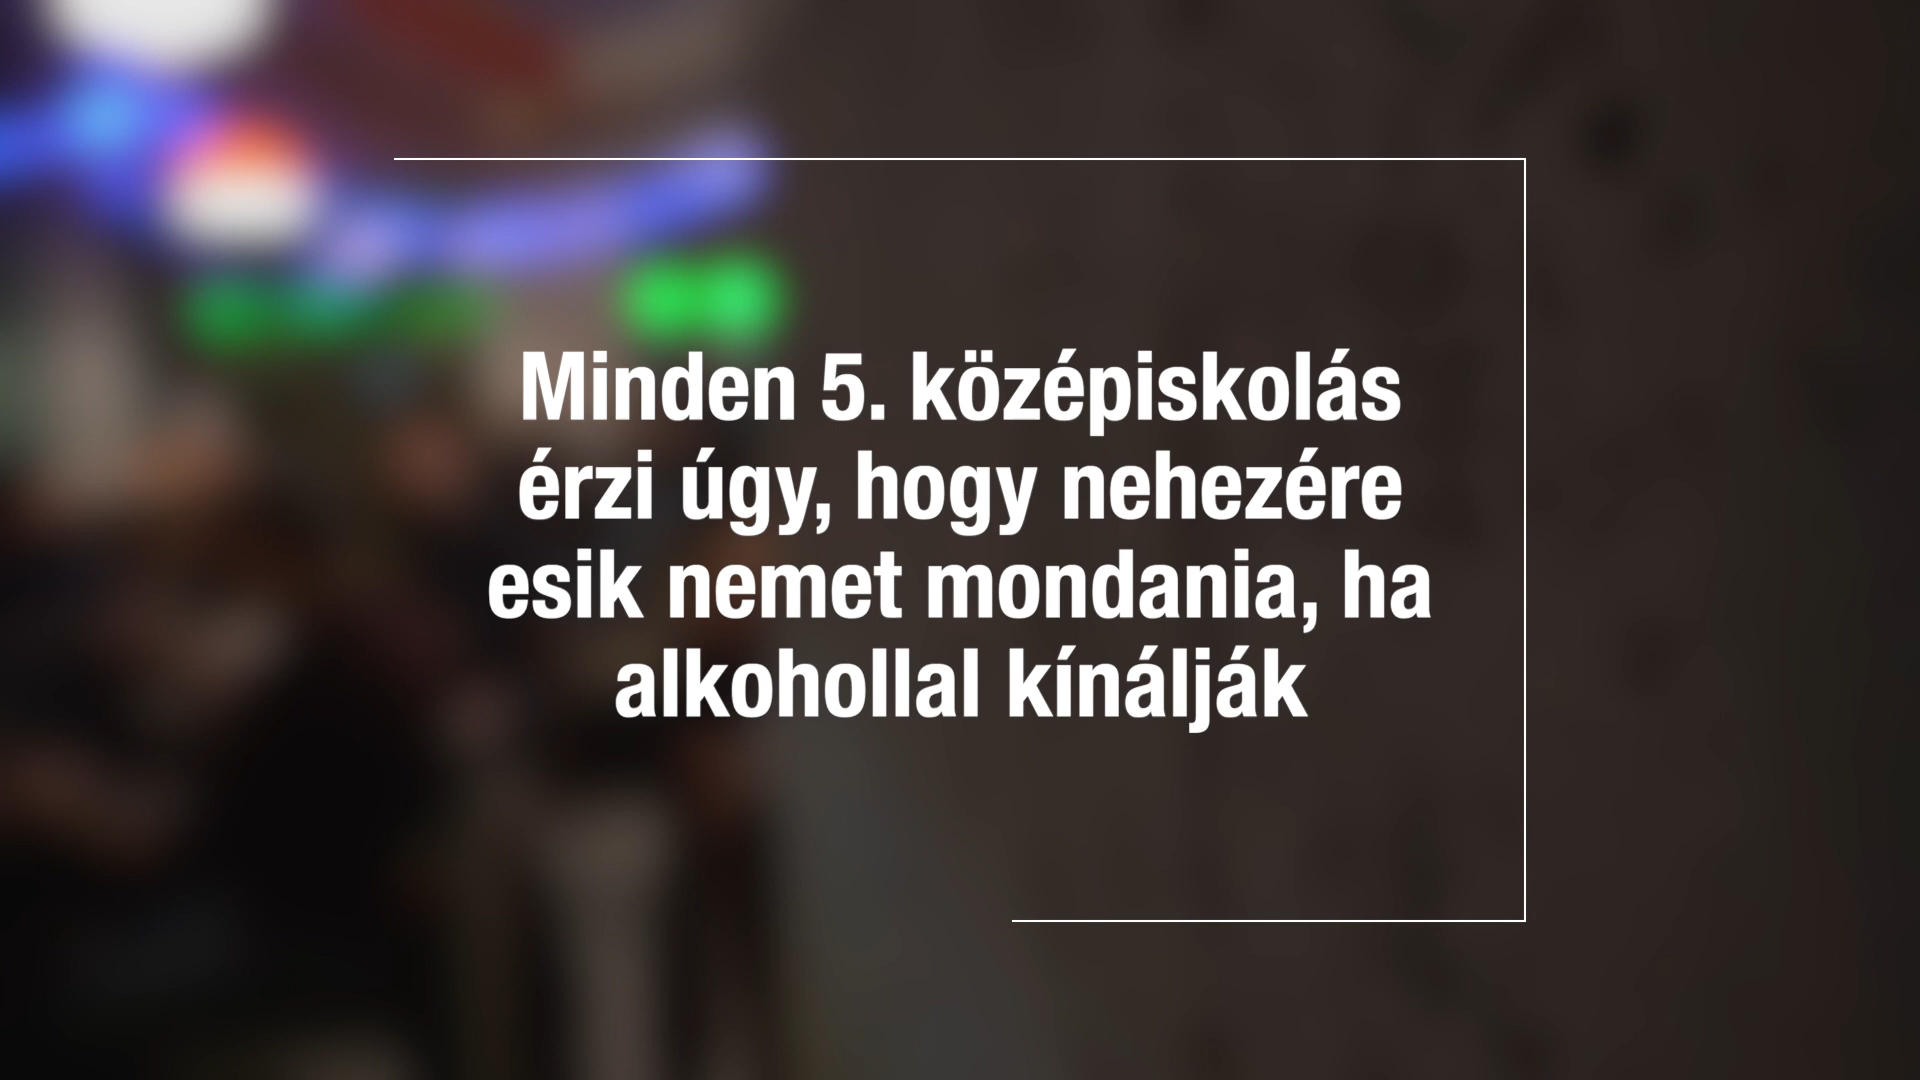 Minden 5. középiskolás
érzi úgy, hogy nehezére
esik nemet mondania, ha
alkohollal kínálják